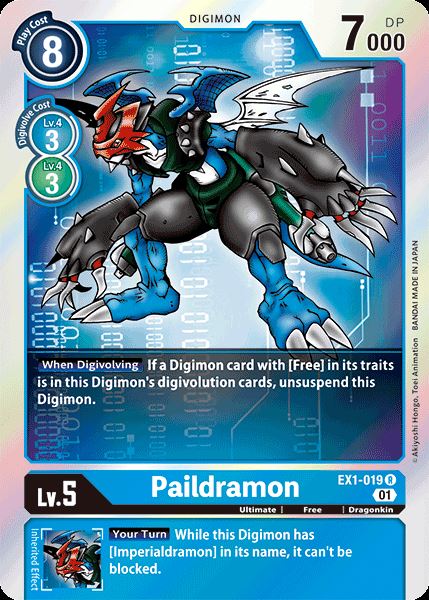 Play Cost
8
DIGIMON
DP
7000
Digivolve Cost
Lv.4
3
Lv.4
3
When Digivolving If a Digimon card with [Free] in its traits
is in this Digimon's digivolution cards, unsuspend this
Digimon.
©Akiyoshi Hongo, Toei Animation BANDAI MADE IN JAPAN
Lv.5
Paildramon
EX1-019 R
01
Ultimate | Free | Dragonkin
Inherited Effect
Your Turn While this Digimon has
[Imperialdramon] in its name, it can't be
blocked.